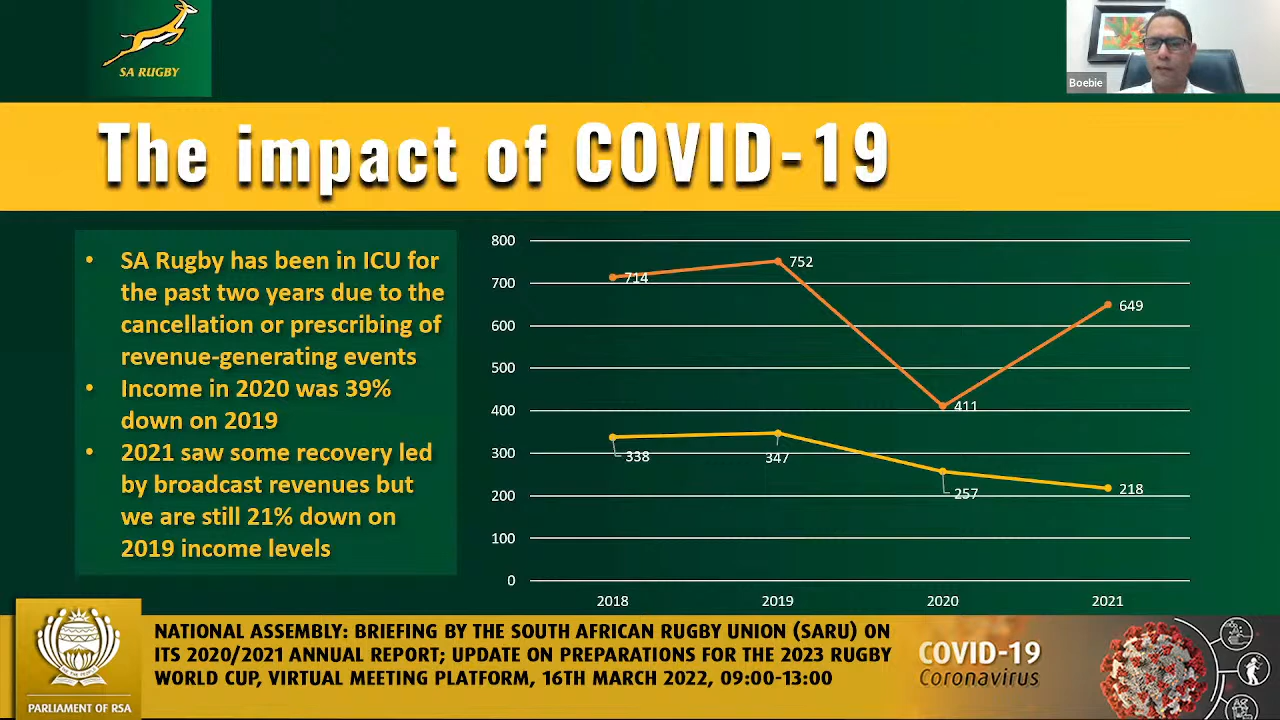 SA RUGBY
Boebie
The impact of COVID-19
• SA Rugby has been in ICU for
the past two years due to the
cancellation or prescribing of
revenue-generating events
• Income in 2020 was 39%
down on 2019
• 2021 saw some recovery led
by broadcast revenues but
we are still 21% down on
2019 income levels
800
700
600
500
400
300
200
100
0
714
752
411
649
338
347
257
218
2018
2019
2020
2021
PARLIAMENT OF RSA
NATIONAL ASSEMBLY: BRIEFING BY THE SOUTH AFRICAN RUGBY UNION (SARU) ON
ITS 2020/2021 ANNUAL REPORT; UPDATE ON PREPARATIONS FOR THE 2023 RUGBY
WORLD CUP, VIRTUAL MEETING PLATFORM, 16TH MARCH 2022, 09:00-13:00
COVID-19
Coronavirus